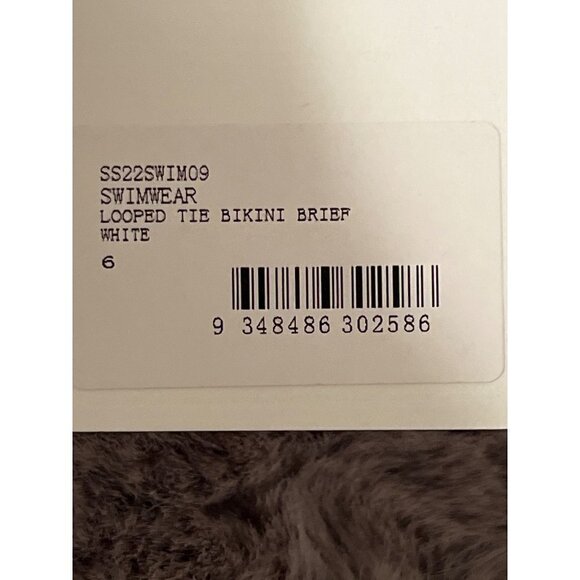 SS22SWIM09
SWIMWEAR
LOOPED TIE BIKINI BRIEF
WHITE
6
9 348486 302586